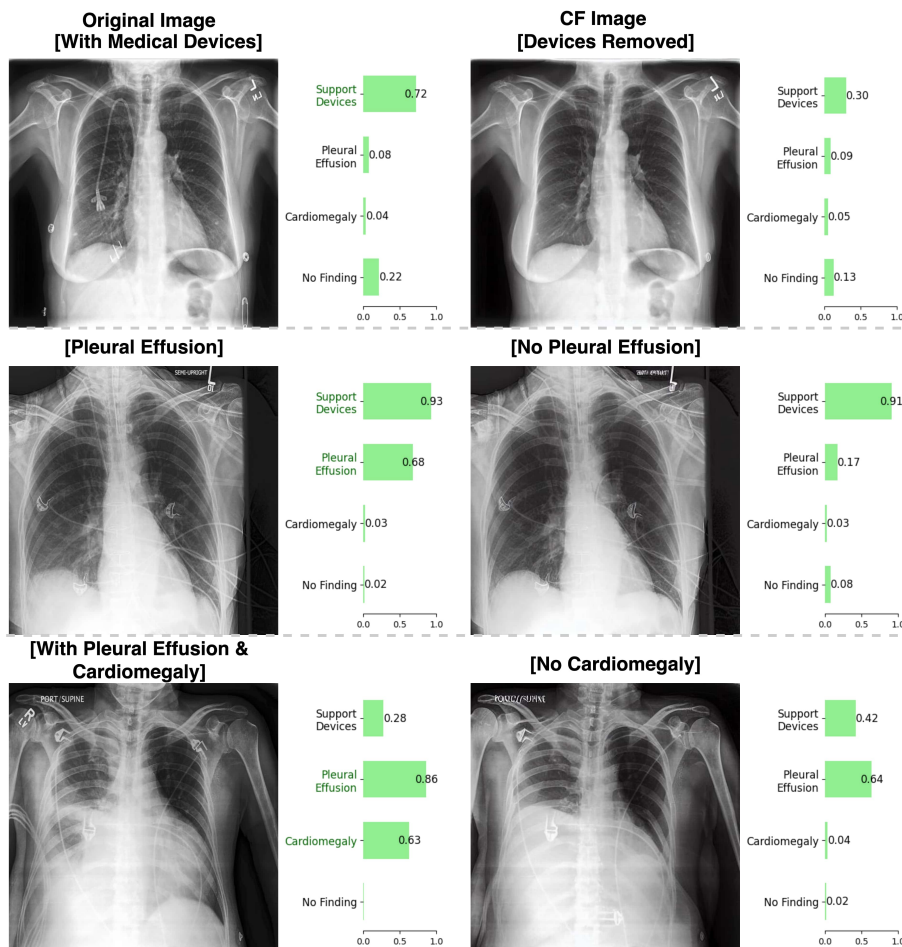 Original Image
[With Medical Devices]
CF Image
[Devices Removed]
Support
Devices
0.72
Pleural
Effusion
0.08
Cardiomegaly
0.04
No Finding
0.22
0.0 0.5 1.0
Support
Devices
0.30
Pleural
Effusion
0.09
Cardiomegaly
0.05
No Finding
0.13
0.0 0.5 1.0
[Pleural Effusion]
[No Pleural Effusion]
SEMI-UPRIGHT
Support
Devices
0.93
Pleural
Effusion
0.68
Cardiomegaly
0.03
No Finding
0.02
0.0 0.5 1.0
Support
Devices
0.91
Pleural
Effusion
0.17
Cardiomegaly
0.03
No Finding
0.08
0.0 0.5 1.0
[With Pleural Effusion &
Cardiomegaly]
[No Cardiomegaly]
PORT/SUPINE
Support
Devices
0.28
Pleural
Effusion
0.86
Cardiomegaly
0.63
No Finding
0.0 0.5 1.0
Support
Devices
0.42
Pleural
Effusion
0.64
Cardiomegaly
0.04
No Finding
0.02
0.0 0.5 1.0